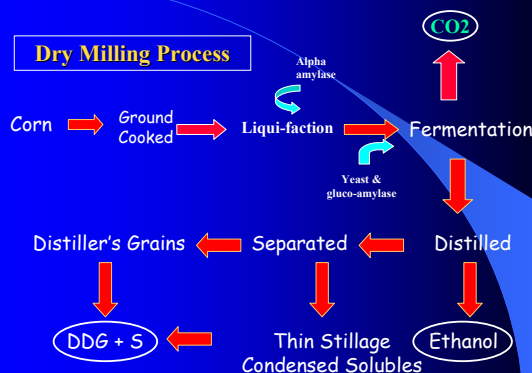 CO2
Dry Milling Process
Alpha
amylase
Corn
Ground
Cooked
Liqui-faction
Fermentation
Yeast &
gluco-amylase
Distiller's Grains
Separated
Distilled
DDG + S
Thin Stillage
Condensed Solubles
Ethanol